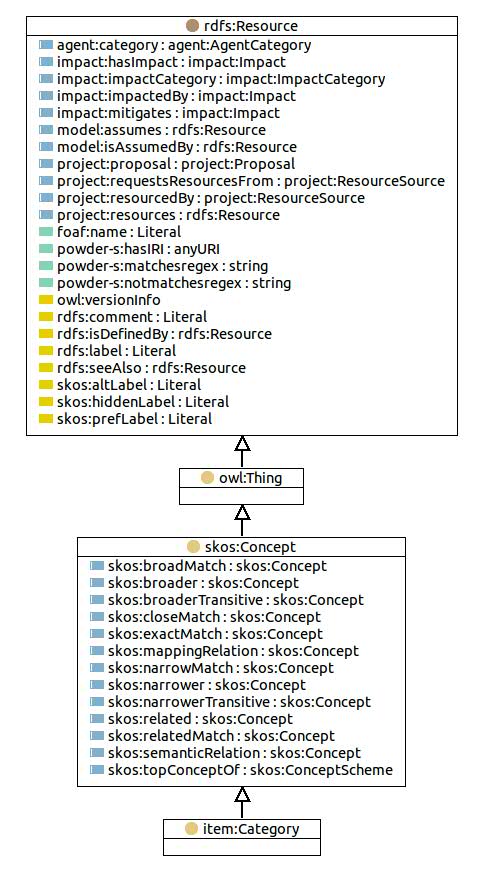 rdfs:Resource
agent:category : agent:AgentCategory
impact:hasImpact : impact:Impact
impact:impactCategory : impact:ImpactCategory
impact:impactedBy : impact:Impact
impact:mitigates : impact:Impact
model:assumes : rdfs:Resource
model:isAssumedBy : rdfs:Resource
project:proposal : project:Proposal
project:requestsResourcesFrom : project:ResourceSource
project:resourcedBy : project:ResourceSource
project:resources : rdfs:Resource
foaf:name : Literal
powder-s:hasIRI : anyURI
powder-s:matchesregex : string
powder-s:notmatchesregex : string
owl:versionInfo
rdfs:comment : Literal
rdfs:isDefinedBy : rdfs:Resource
rdfs:label : Literal
rdfs:seeAlso : rdfs:Resource
skos:altLabel : Literal
skos:hiddenLabel : Literal
skos:prefLabel : Literal
owl:Thing
skos:Concept
skos:broadMatch : skos:Concept
skos:broader : skos:Concept
skos:broaderTransitive : skos:Concept
skos:closeMatch : skos:Concept
skos:exactMatch : skos:Concept
skos:mappingRelation : skos:Concept
skos:narrowMatch : skos:Concept
skos:narrower : skos:Concept
skos:narrowerTransitive : skos:Concept
skos:related : skos:Concept
skos:relatedMatch : skos:Concept
skos:semanticRelation : skos:Concept
skos:topConceptOf : skos:ConceptScheme
item:Category